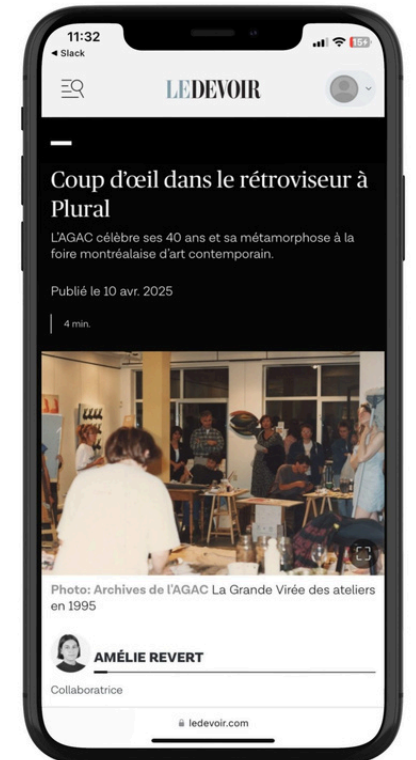 11:32
◀ Slack
15+
LE DEVOIR
Coup d'œil dans le rétroviseur à
Plural
L'AGAC célèbre ses 40 ans et sa métamorphose à la
foire montréalaise d'art contemporain.
Publié le 10 avr. 2025
4 min.
Photo: Archives de l'AGAC La Grande Virée des ateliers
en 1995
AMÉLIE REVERT
Collaboratrice
ledevoir.com